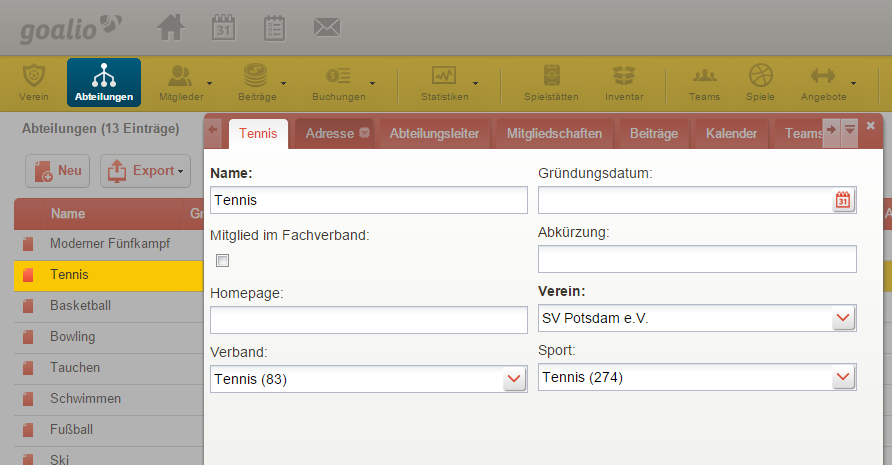 goalio
31
Verein Abteilungen Mitglieder Beiträge Buchungen Statistiken Spielstätten Inventar Teams Spiele Angebote
Abteilungen (13 Einträge)
Neu Export
Name Gr
Moderner Fünfkampf
Tennis
Basketball
Bowling
Tauchen
Schwimmen
Fußball
Ski
Tennis Adresse Abteilungsleiter Mitgliedschaften Beiträge Kalender Teams
Name: Gründungsdatum:
Tennis 31
Mitglied im Fachverband: Abkürzung:
Homepage: Verein:
SV Potsdam e.V.
Verband: Sport:
Tennis (83) Tennis (274)
A